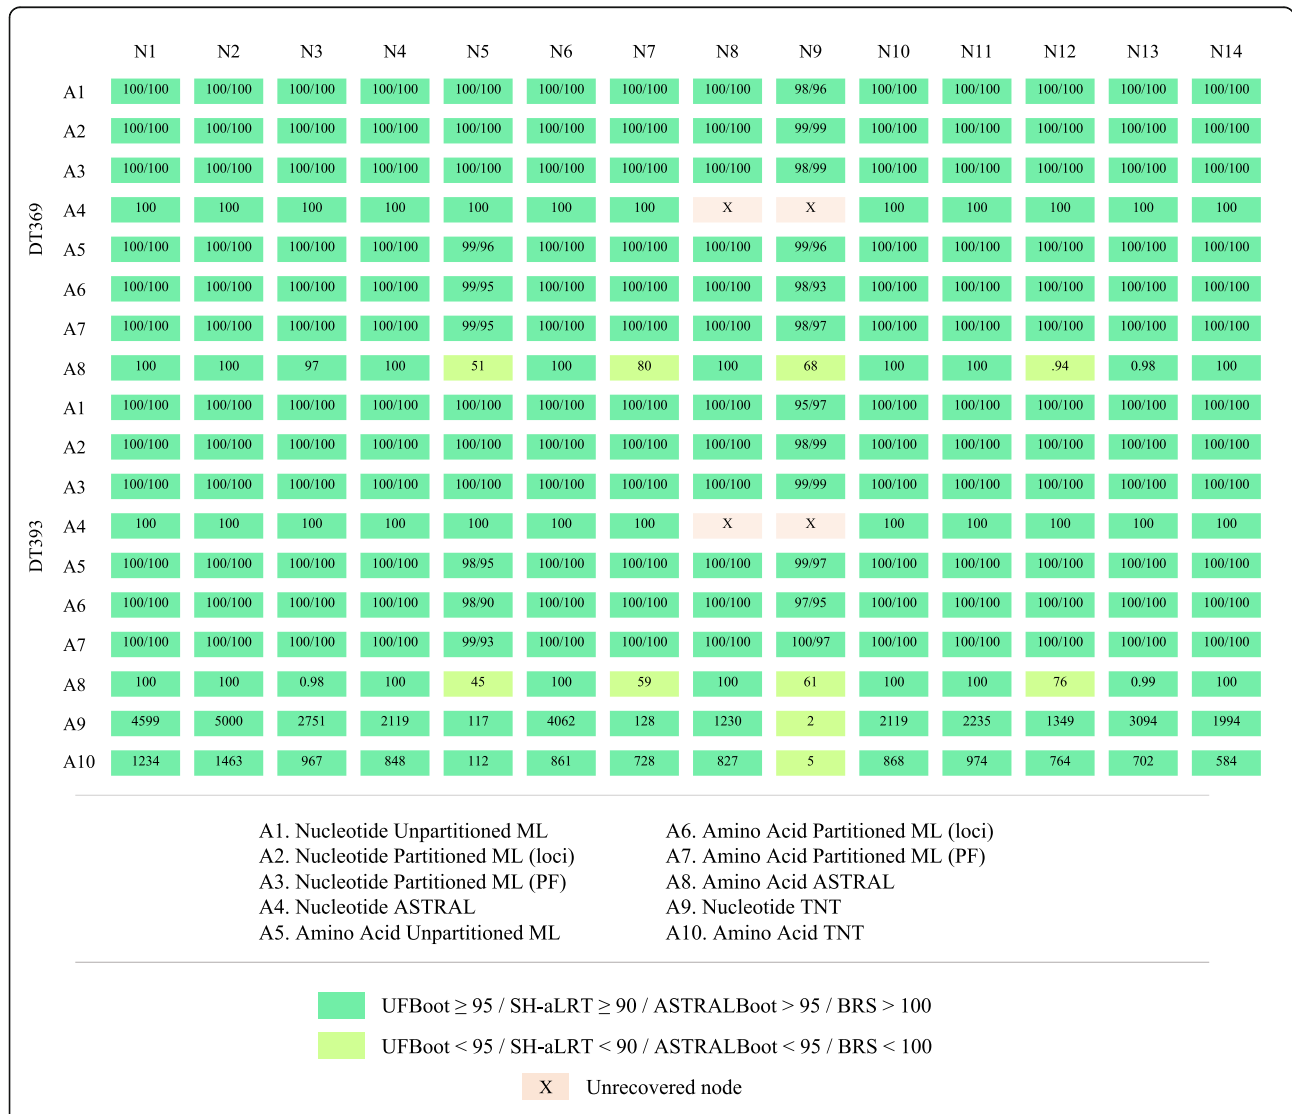 N1 N2 N3 N4 N5 N6 N7 N8 N9 N10 N11 N12 N13 N14
DT369
A1 100/100 100/100 100/100 100/100 100/100 100/100 100/100 100/100 98/96 100/100 100/100 100/100 100/100 100/100
A2 100/100 100/100 100/100 100/100 100/100 100/100 100/100 100/100 99/99 100/100 100/100 100/100 100/100 100/100
A3 100/100 100/100 100/100 100/100 100/100 100/100 100/100 100/100 98/99 100/100 100/100 100/100 100/100 100/100
A4 100 100 100 100 100 100 100 X X 100 100 100 100 100
A5 100/100 100/100 100/100 100/100 99/96 100/100 100/100 100/100 99/96 100/100 100/100 100/100 100/100 100/100
A6 100/100 100/100 100/100 100/100 99/95 100/100 100/100 100/100 98/93 100/100 100/100 100/100 100/100 100/100
A7 100/100 100/100 100/100 100/100 99/95 100/100 100/100 100/100 98/97 100/100 100/100 100/100 100/100 100/100
A8 100 100 97 100 51 100 80 100 68 100 100 .94 0.98 100
DT393
A1 100/100 100/100 100/100 100/100 100/100 100/100 100/100 100/100 95/97 100/100 100/100 100/100 100/100 100/100
A2 100/100 100/100 100/100 100/100 100/100 100/100 100/100 100/100 98/99 100/100 100/100 100/100 100/100 100/100
A3 100/100 100/100 100/100 100/100 100/100 100/100 100/100 100/100 99/99 100/100 100/100 100/100 100/100 100/100
A4 100 100 100 100 100 100 100 X X 100 100 100 100 100
A5 100/100 100/100 100/100 100/100 98/95 100/100 100/100 100/100 99/97 100/100 100/100 100/100 100/100 100/100
A6 100/100 100/100 100/100 100/100 98/90 100/100 100/100 100/100 97/95 100/100 100/100 100/100 100/100 100/100
A7 100/100 100/100 100/100 100/100 99/93 100/100 100/100 100/100 100/97 100/100 100/100 100/100 100/100 100/100
A8 100 100 0.98 100 45 100 59 100 61 100 100 76 0.99 100
A9 4599 5000 2751 2119 117 4062 128 1230 2 2119 2235 1349 3094 1994
A10 1234 1463 967 848 112 861 728 827 5 868 974 764 702 584
A1. Nucleotide Unpartitioned ML
A2. Nucleotide Partitioned ML (loci)
A3. Nucleotide Partitioned ML (PF)
A4. Nucleotide ASTRAL
A5. Amino Acid Unpartitioned ML
A6. Amino Acid Partitioned ML (loci)
A7. Amino Acid Partitioned ML (PF)
A8. Amino Acid ASTRAL
A9. Nucleotide TNT
A10. Amino Acid TNT
UFBoot ≥ 95 / SH-aLRT ≥ 90 / ASTRALBoot > 95 / BRS > 100
UFBoot < 95 / SH-aLRT < 90 / ASTRALBoot < 95 / BRS < 100
X Unrecovered node